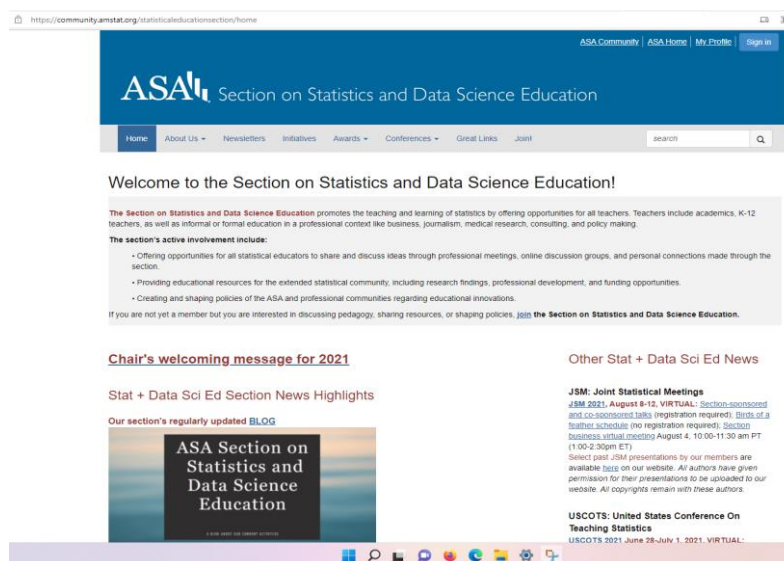 https://community.amstat.org/statisticaleducationsection/home
ASA Community | ASA Home | My Profile | Sign in
ASA Section on Statistics and Data Science Education
Home About Us Newsletters Initiatives Awards Conferences Great Links Join!
search
Welcome to the Section on Statistics and Data Science Education!
The Section on Statistics and Data Science Education promotes the teaching and learning of statistics by offering opportunities for all teachers. Teachers include academics, K-12
teachers, as well as informal or formal education in a professional context like business, journalism, medical research, consulting, and policy making.
The section's active involvement include:
• Offering opportunities for all statistical educators to share and discuss ideas through professional meetings, online discussion groups, and personal connections made through the
section.
• Providing educational resources for the extended statistical community, including research findings, professional development, and funding opportunities.
• Creating and shaping policies of the ASA and professional communities regarding educational innovations.
If you are not yet a member but you are interested in discussing pedagogy, sharing resources, or shaping policies, join the Section on Statistics and Data Science Education.
Chair's welcoming message for 2021
Stat + Data Sci Ed Section News Highlights
Our section's regularly updated BLOG
ASA Section on
Statistics and
Data Science
Education
Other Stat + Data Sci Ed News
JSM: Joint Statistical Meetings
JSM 2021, August 8-12, VIRTUAL: Section-sponsored
and co-sponsored talks (registration required); Birds of a
feather schedule (no registration required); Section
business virtual meeting August 4, 10:00-11:30 am PT
(1:00-2:30pm ET)
Select past JSM presentations by our members are
available here on our website. All authors have given
permission for their presentations to be uploaded to our
website. All copyrights remain with these authors.
USCOTS: United States Conference On
Teaching Statistics
USCOTS 2021 June 28-July 1, 2021, VIRTUAL: